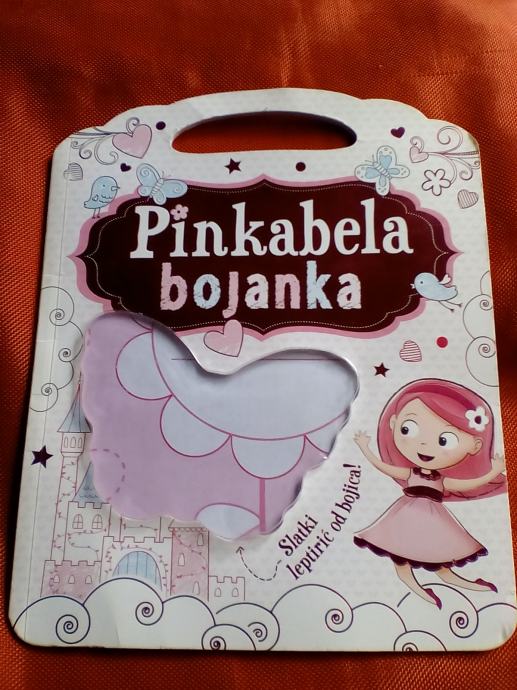 Pinkabela
bojanka
Slatki
leptirić od bojica!